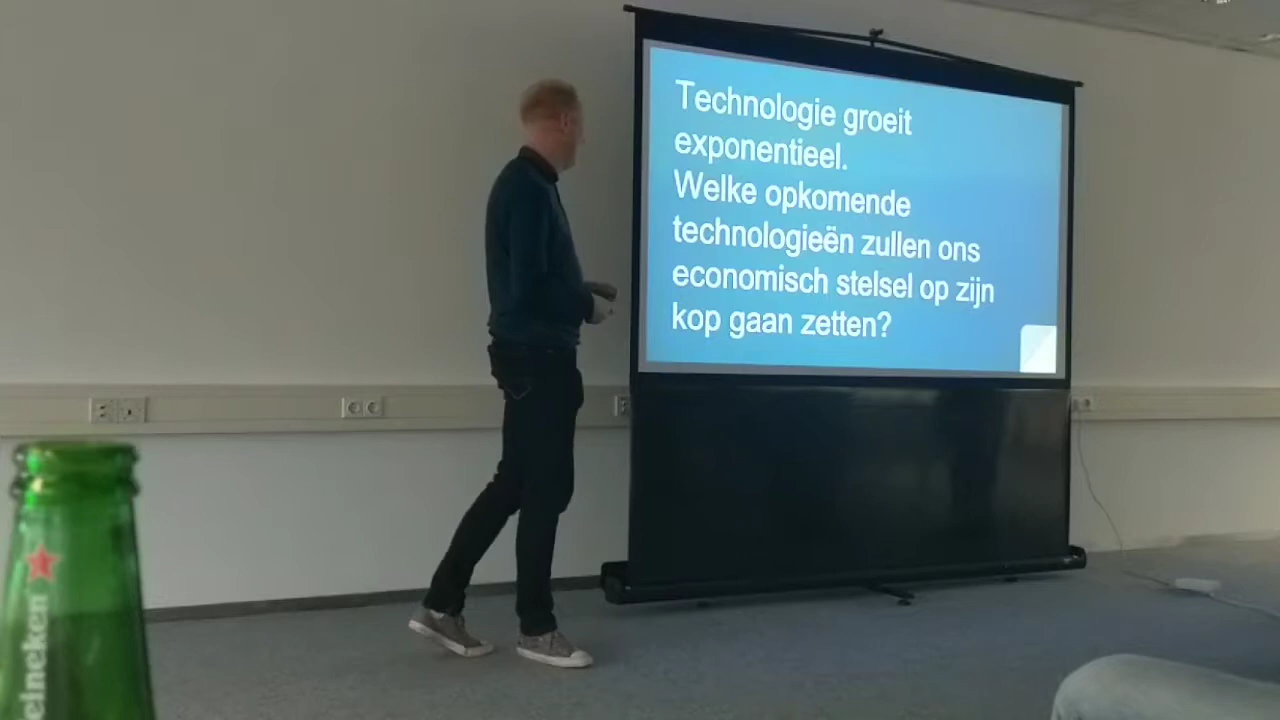 Technologie groeit
exponentieel.
Welke opkomende
technologieën zullen ons
economisch stelsel op zijn
kop gaan zetten?
eineken